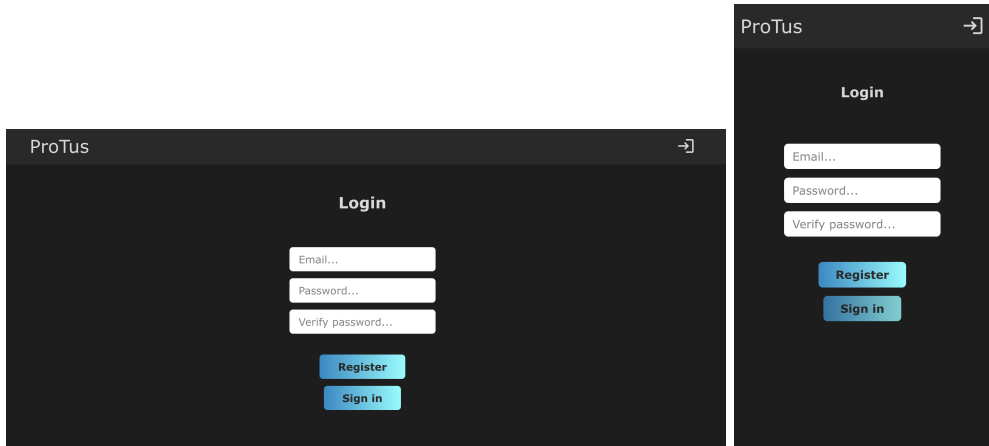 ProTus
Login
Email...
Password...
Verify password...
Register
Sign in
ProTus
Login
Email...
Password...
Verify password...
Register
Sign in